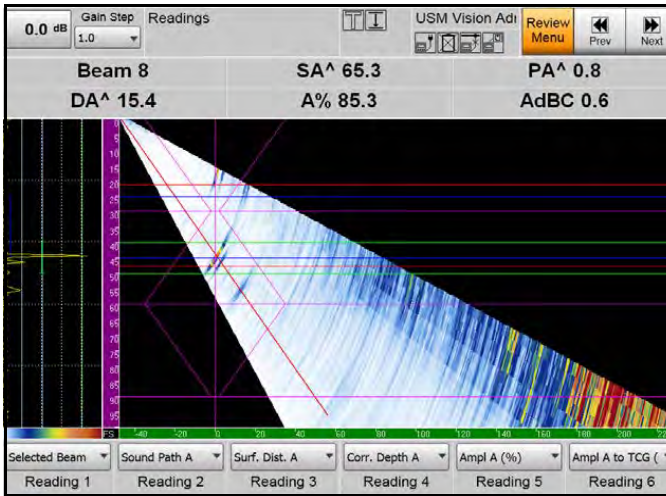 0.0 dB
Gain Step
1.0
Readings
USM Vision
Review Menu
Prev
Next
Beam 8
SA^ 65.3
PA^ 0.8
DA^ 15.4
A% 85.3
AdBC 0.6
0
5
10
15
20
25
30
35
40
45
50
55
60
65
70
75
80
85
90
95
FS
-40
-20
0
20
40
60
80
100
120
140
160
180
200
Selected Beam
Sound Path A
Surf. Dist. A
Corr. Depth A
Ampl A (%)
Ampl A to TCG (
Reading 1
Reading 2
Reading 3
Reading 4
Reading 5
Reading 6